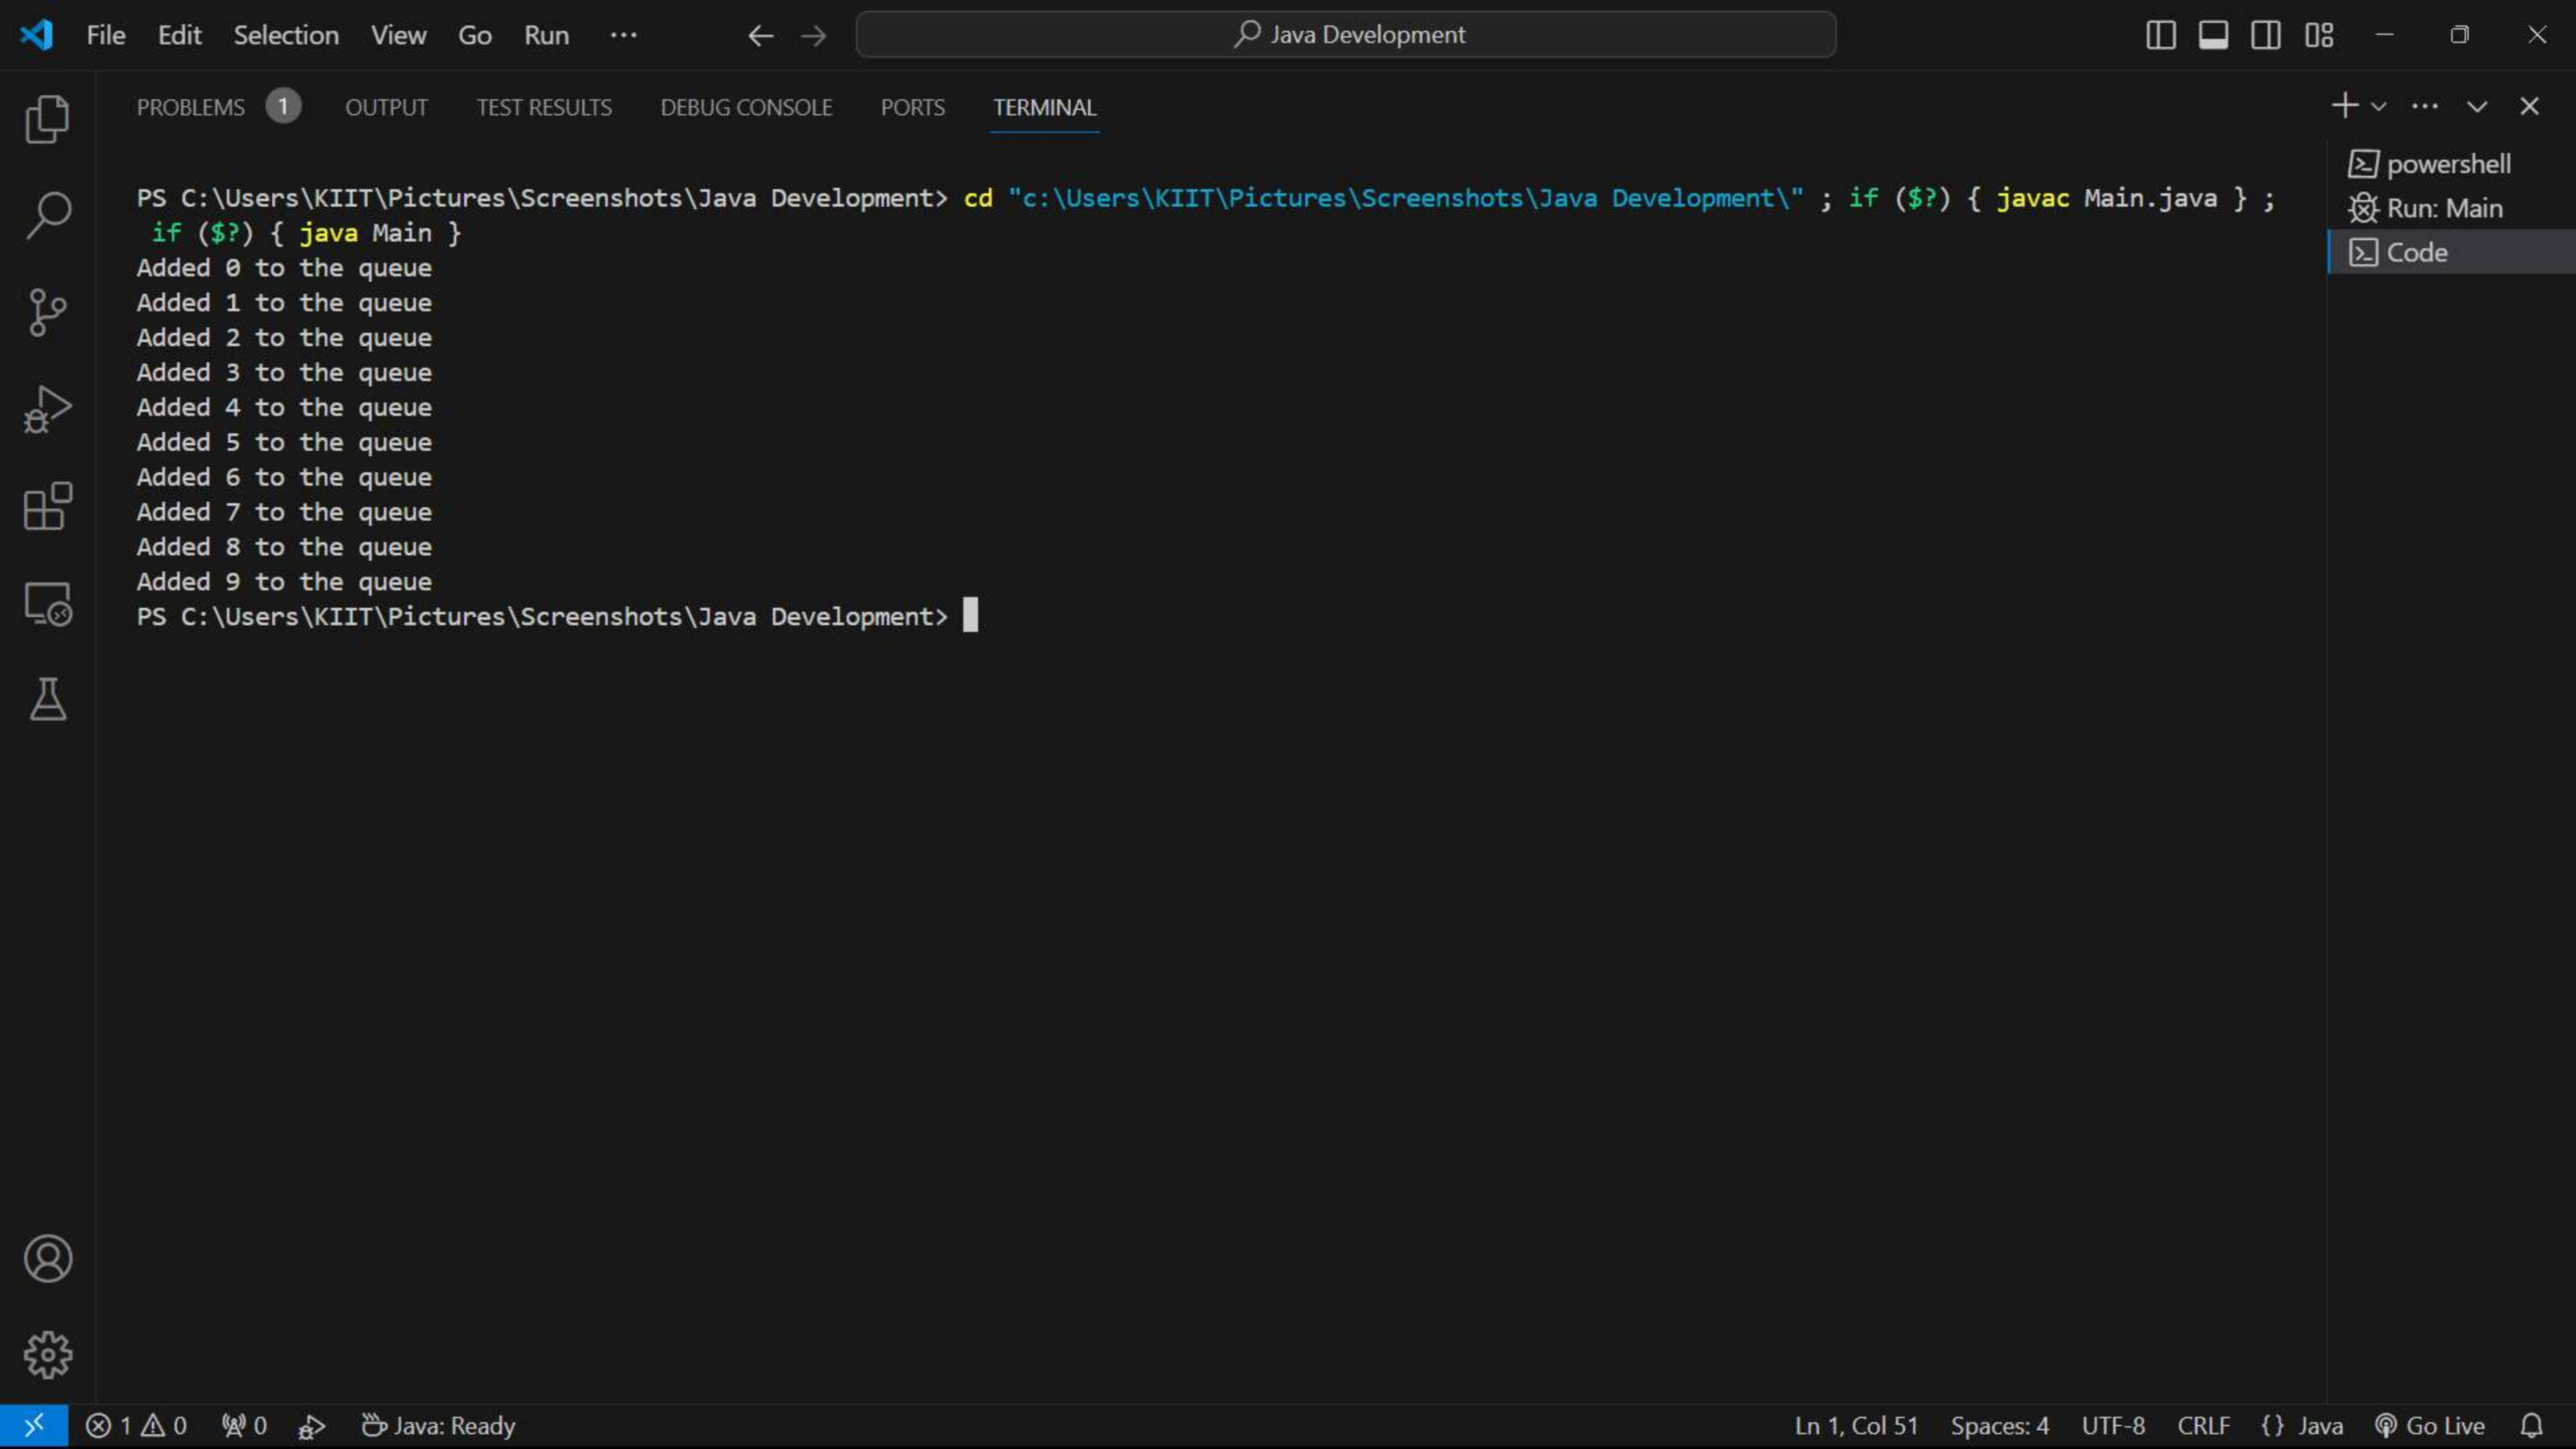 File Edit Selection View Go Run ···
Java Development
PROBLEMS 1 OUTPUT TEST RESULTS DEBUG CONSOLE PORTS TERMINAL
powershell
Run: Main
Code
PS C:\Users\KIIT\Pictures\Screenshots\Java Development> cd "c:\Users\KIIT\Pictures\Screenshots\Java Development\" ; if ($?) { javac Main.java } ;
if ($?) { java Main }
Added 0 to the queue
Added 1 to the queue
Added 2 to the queue
Added 3 to the queue
Added 4 to the queue
Added 5 to the queue
Added 6 to the queue
Added 7 to the queue
Added 8 to the queue
Added 9 to the queue
PS C:\Users\KIIT\Pictures\Screenshots\Java Development>
1 0 0 Java: Ready Ln 1, Col 51 Spaces: 4 UTF-8 CRLF {} Java Go Live